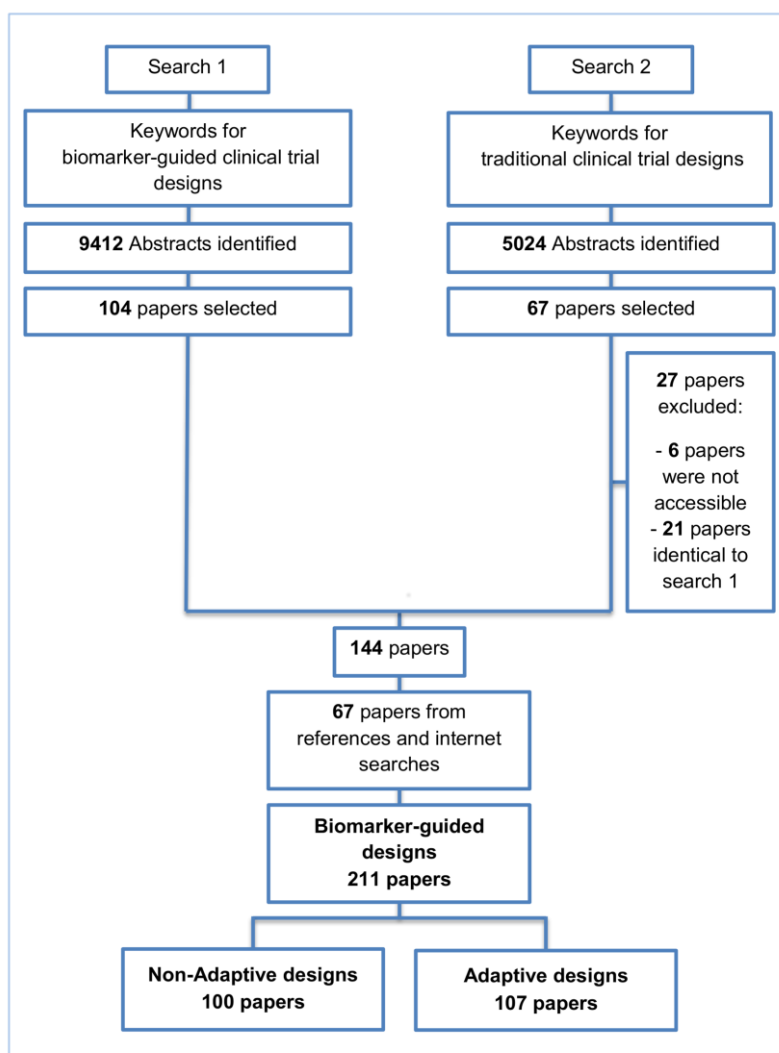 Search 1
Search 2
Keywords for
biomarker-guided clinical trial
designs
Keywords for
traditional clinical trial designs
9412 Abstracts identified
5024 Abstracts identified
104 papers selected
67 papers selected
27 papers
excluded:
- 6 papers
were not
accessible
- 21 papers
identical to
search 1
144 papers
67 papers from
references and internet
searches
Biomarker-guided
designs
211 papers
Non-Adaptive designs
100 papers
Adaptive designs
107 papers